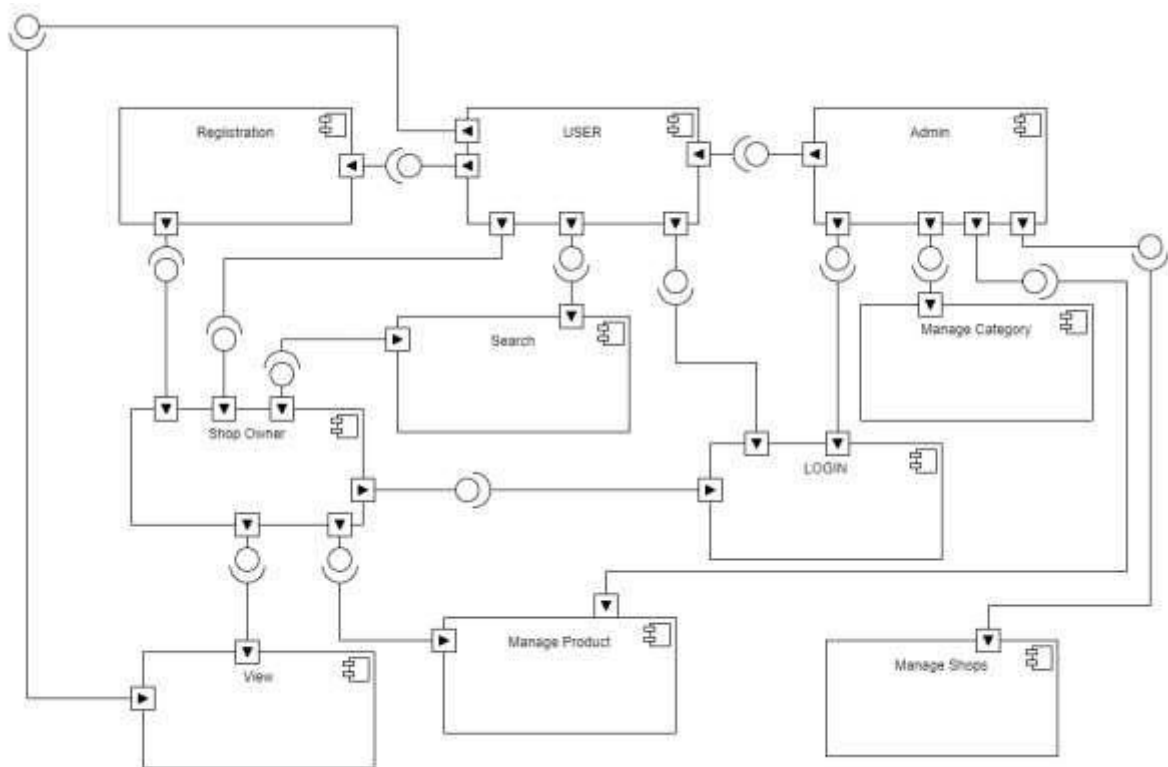 Registration
USER
Admin
Search
Manage Category
Shop Owner
LOGIN
Manage Product
View
Manage Shops